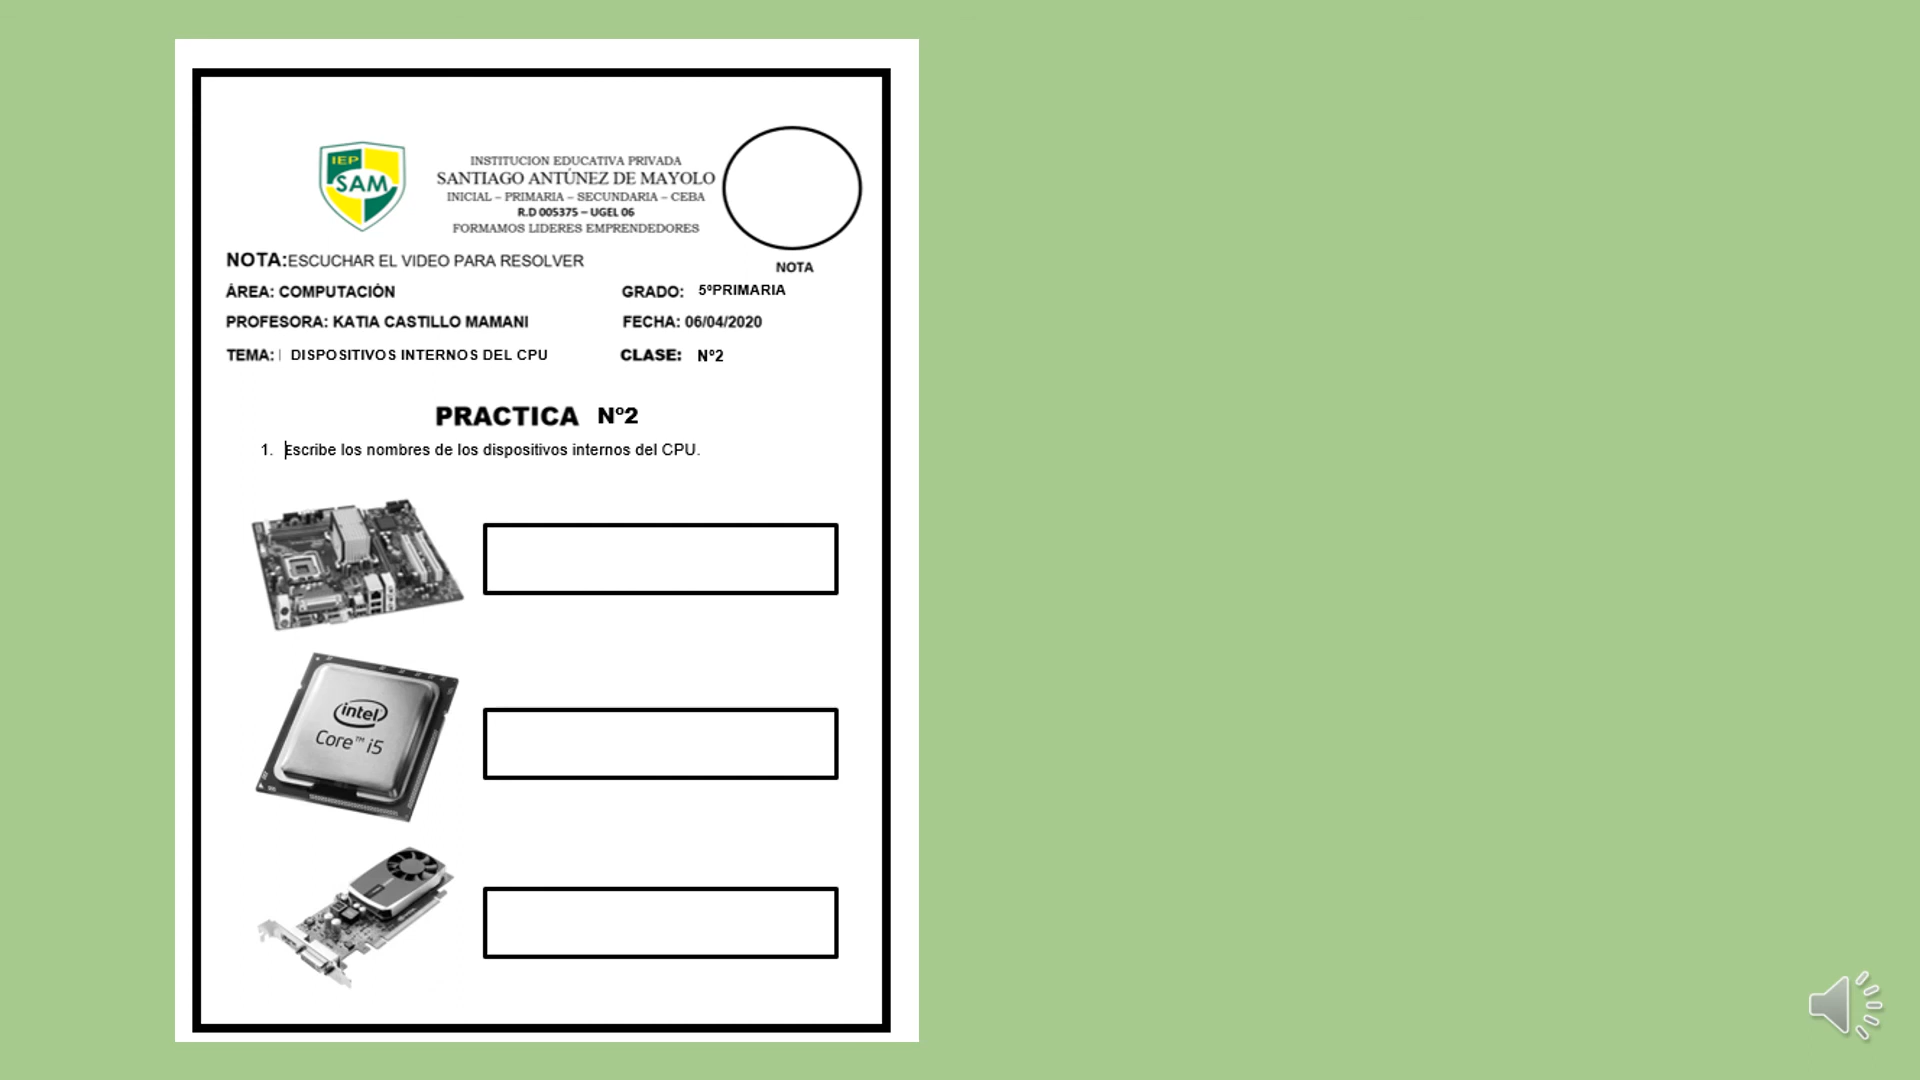 IEP
SAM
INSTITUCION EDUCATIVA PRIVADA
SANTIAGO ANTÚNEZ DE MAYOLO
INICIAL – PRIMARIA – SECUNDARIA – CEBA
R.D 005375 – UGEL 06
FORMAMOS LIDERES EMPRENDEDORES
NOTA
NOTA:ESCUCHAR EL VIDEO PARA RESOLVER
ÁREA: COMPUTACIÓN GRADO: 5ºPRIMARIA
PROFESORA: KATIA CASTILLO MAMANI FECHA: 06/04/2020
TEMA: DISPOSITIVOS INTERNOS DEL CPU CLASE: Nº2
PRACTICA Nº2
1. Escribe los nombres de los dispositivos internos del CPU.
intel
Core™ i5